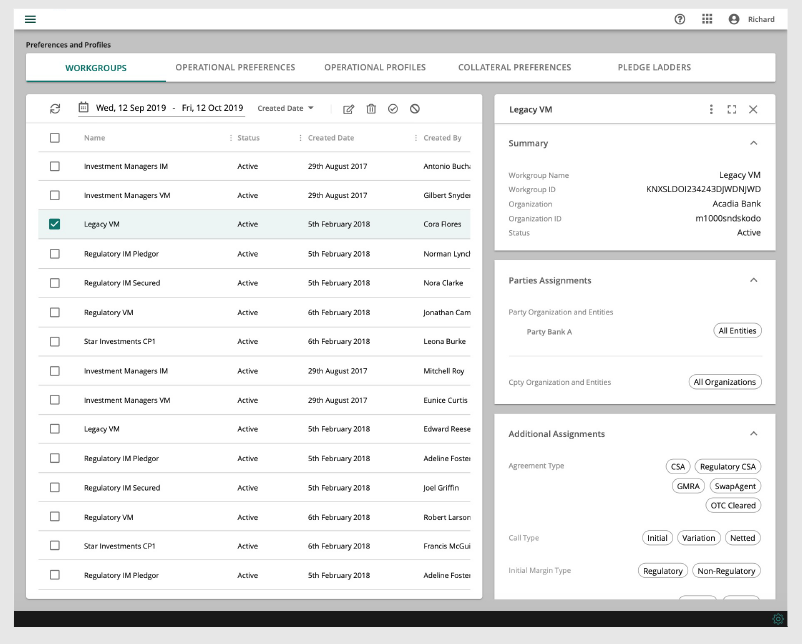 Richard
Preferences and Profiles
WORKGROUPS OPERATIONAL PREFERENCES OPERATIONAL PROFILES COLLATERAL PREFERENCES PLEDGE LADDERS
Wed, 12 Sep 2019 - Fri, 12 Oct 2019 Created Date
Name Status Created Date Created By
Investment Managers IM Active 29th August 2017 Antonio Buch
Investment Managers VM Active 29th August 2017 Gilbert Snyder
Legacy VM Active 5th February 2018 Cora Flores
Regulatory IM Pledgor Active 5th February 2018 Norman Lynch
Regulatory IM Secured Active 5th February 2018 Nora Clarke
Regulatory VM Active 6th February 2018 Jonathan Cam
Star Investments CP1 Active 6th February 2018 Leona Burke
Investment Managers IM Active 29th August 2017 Mitchell Roy
Investment Managers VM Active 29th August 2017 Eunice Curtis
Legacy VM Active 5th February 2018 Edward Reese
Regulatory IM Pledgor Active 5th February 2018 Adeline Foster
Regulatory IM Secured Active 5th February 2018 Joel Griffin
Regulatory VM Active 6th February 2018 Robert Larson
Star Investments CP1 Active 6th February 2018 Francis McGui
Regulatory IM Pledgor Active 5th February 2018 Adeline Foster
Legacy VM
Summary
Workgroup Name Legacy VM
Workgroup ID KNXSLDOI234243DJWDNJWD
Organization Acadia Bank
Organization ID m1000sndskodo
Status Active
Parties Assignments
Party Organization and Entities
Party Bank A All Entities
Cpty Organization and Entities All Organizations
Additional Assignments
Agreement Type CSA Regulatory CSA
GMRA SwapAgent
OTC Cleared
Call Type Initial Variation Netted
Initial Margin Type Regulatory Non-Regulatory